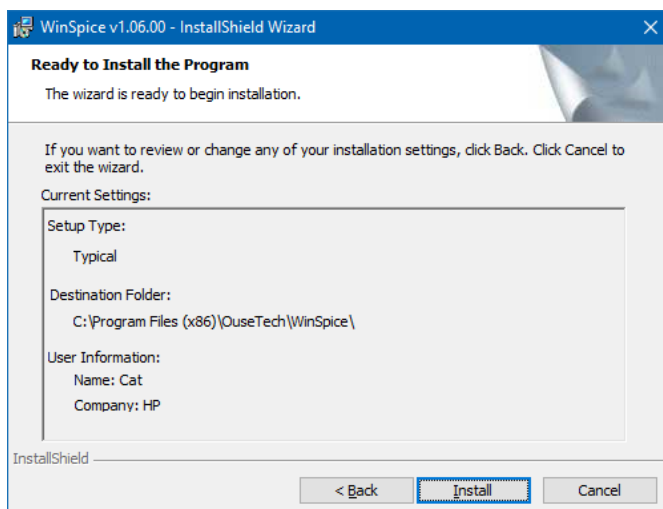 WinSpice v1.06.00 - InstallShield Wizard
Ready to Install the Program
The wizard is ready to begin installation.
If you want to review or change any of your installation settings, click Back. Click Cancel to
exit the wizard.
Current Settings:
Setup Type:
Typical
Destination Folder:
C:\Program Files (x86)\OuseTech\WinSpice\
User Information:
Name: Cat
Company: HP
InstallShield
< Back
Install
Cancel